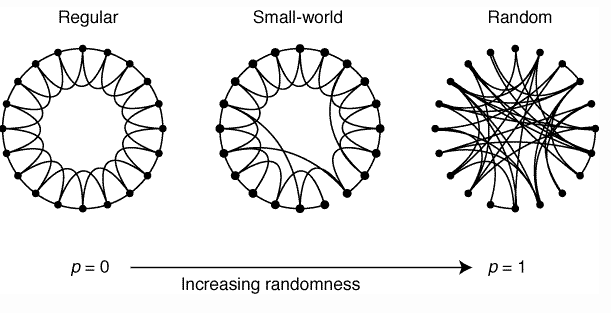 Regular
Small-world
Random
p = 0
p = 1
Increasing randomness